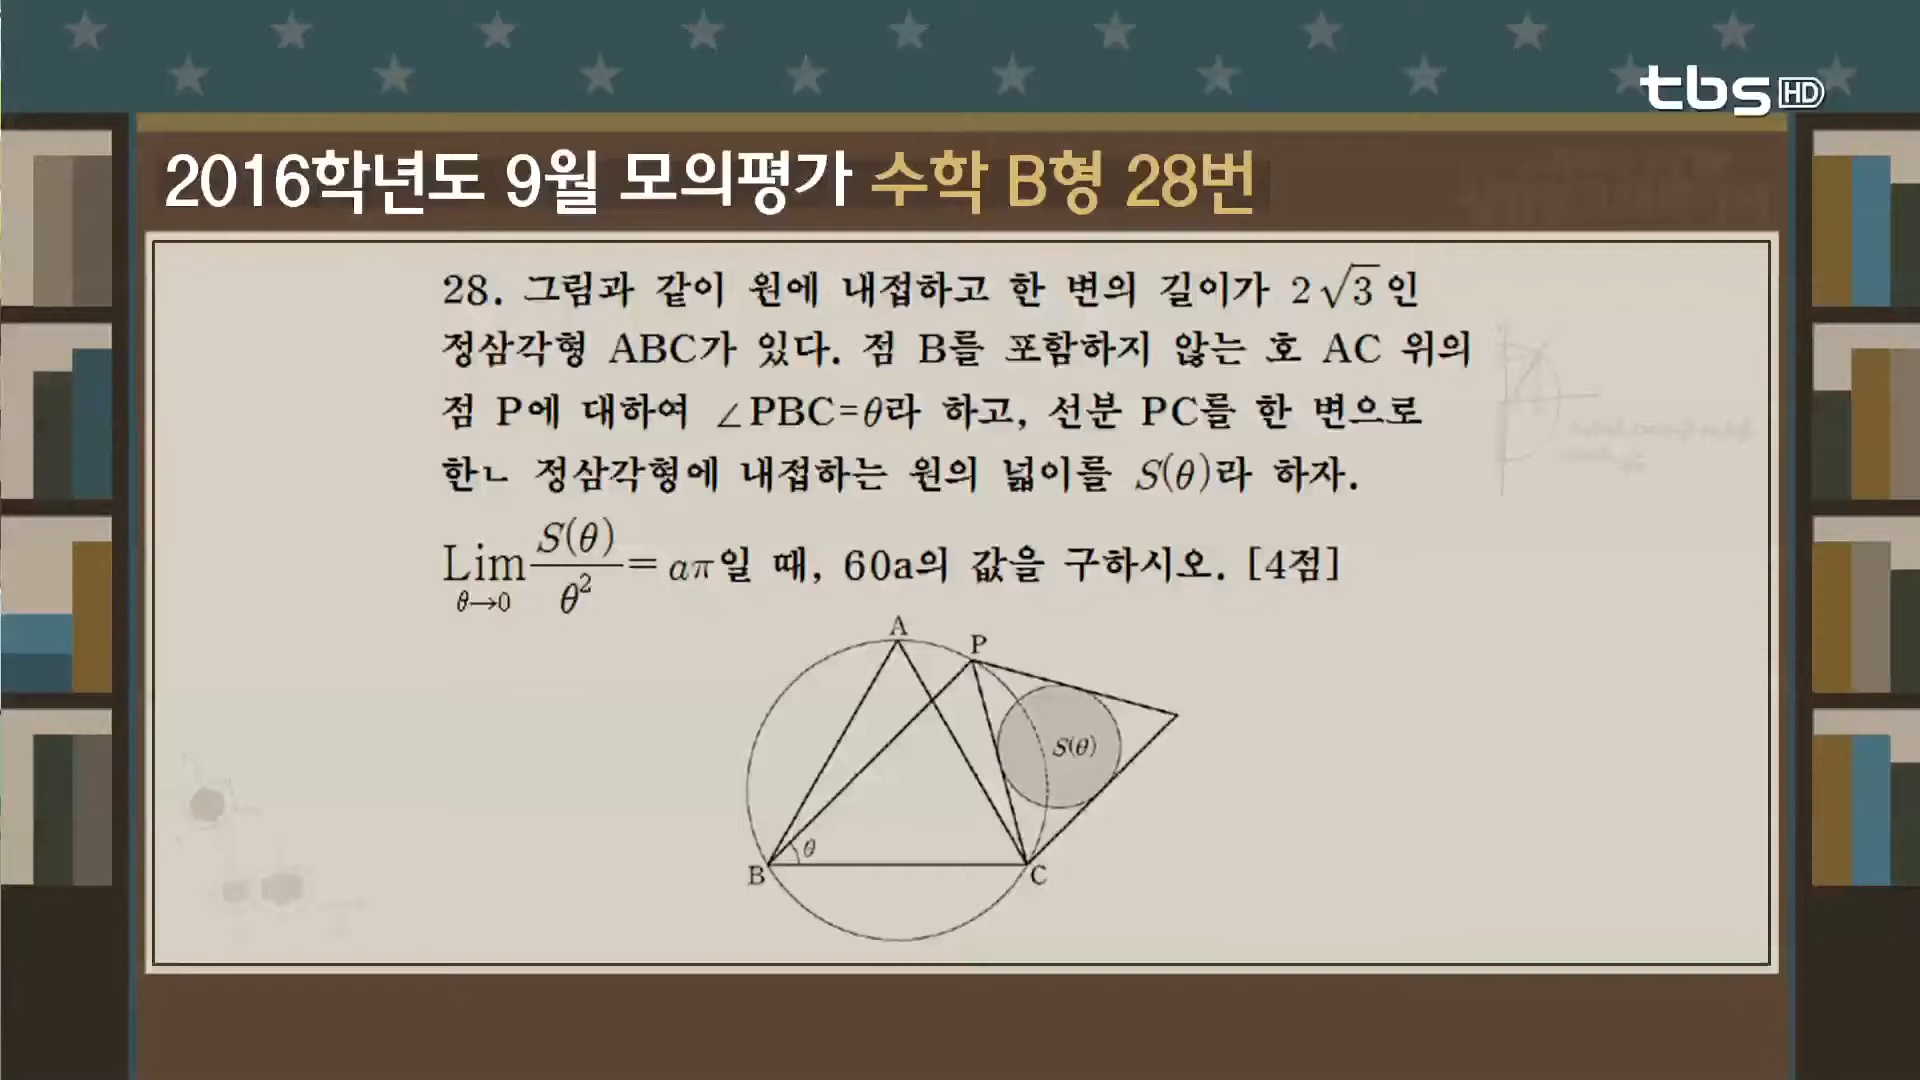 tbs HD
2016학년도 9월 모의평가 수학 B형 28번
28. 그림과 같이 원에 내접하고 한 변의 길이가 2√3 인
정삼각형 ABC가 있다. 점 B를 포함하지 않는 호 AC 위의
점 P에 대하여 ∠PBC=θ라 하고, 선분 PC를 한 변으로
한ㄴ 정삼각형에 내접하는 원의 넓이를 S(θ)라 하자.
Lim_{θ→0} S(θ)/θ² = aπ일 때, 60a의 값을 구하시오. [4점]
A
P
S(θ)
θ
B
C